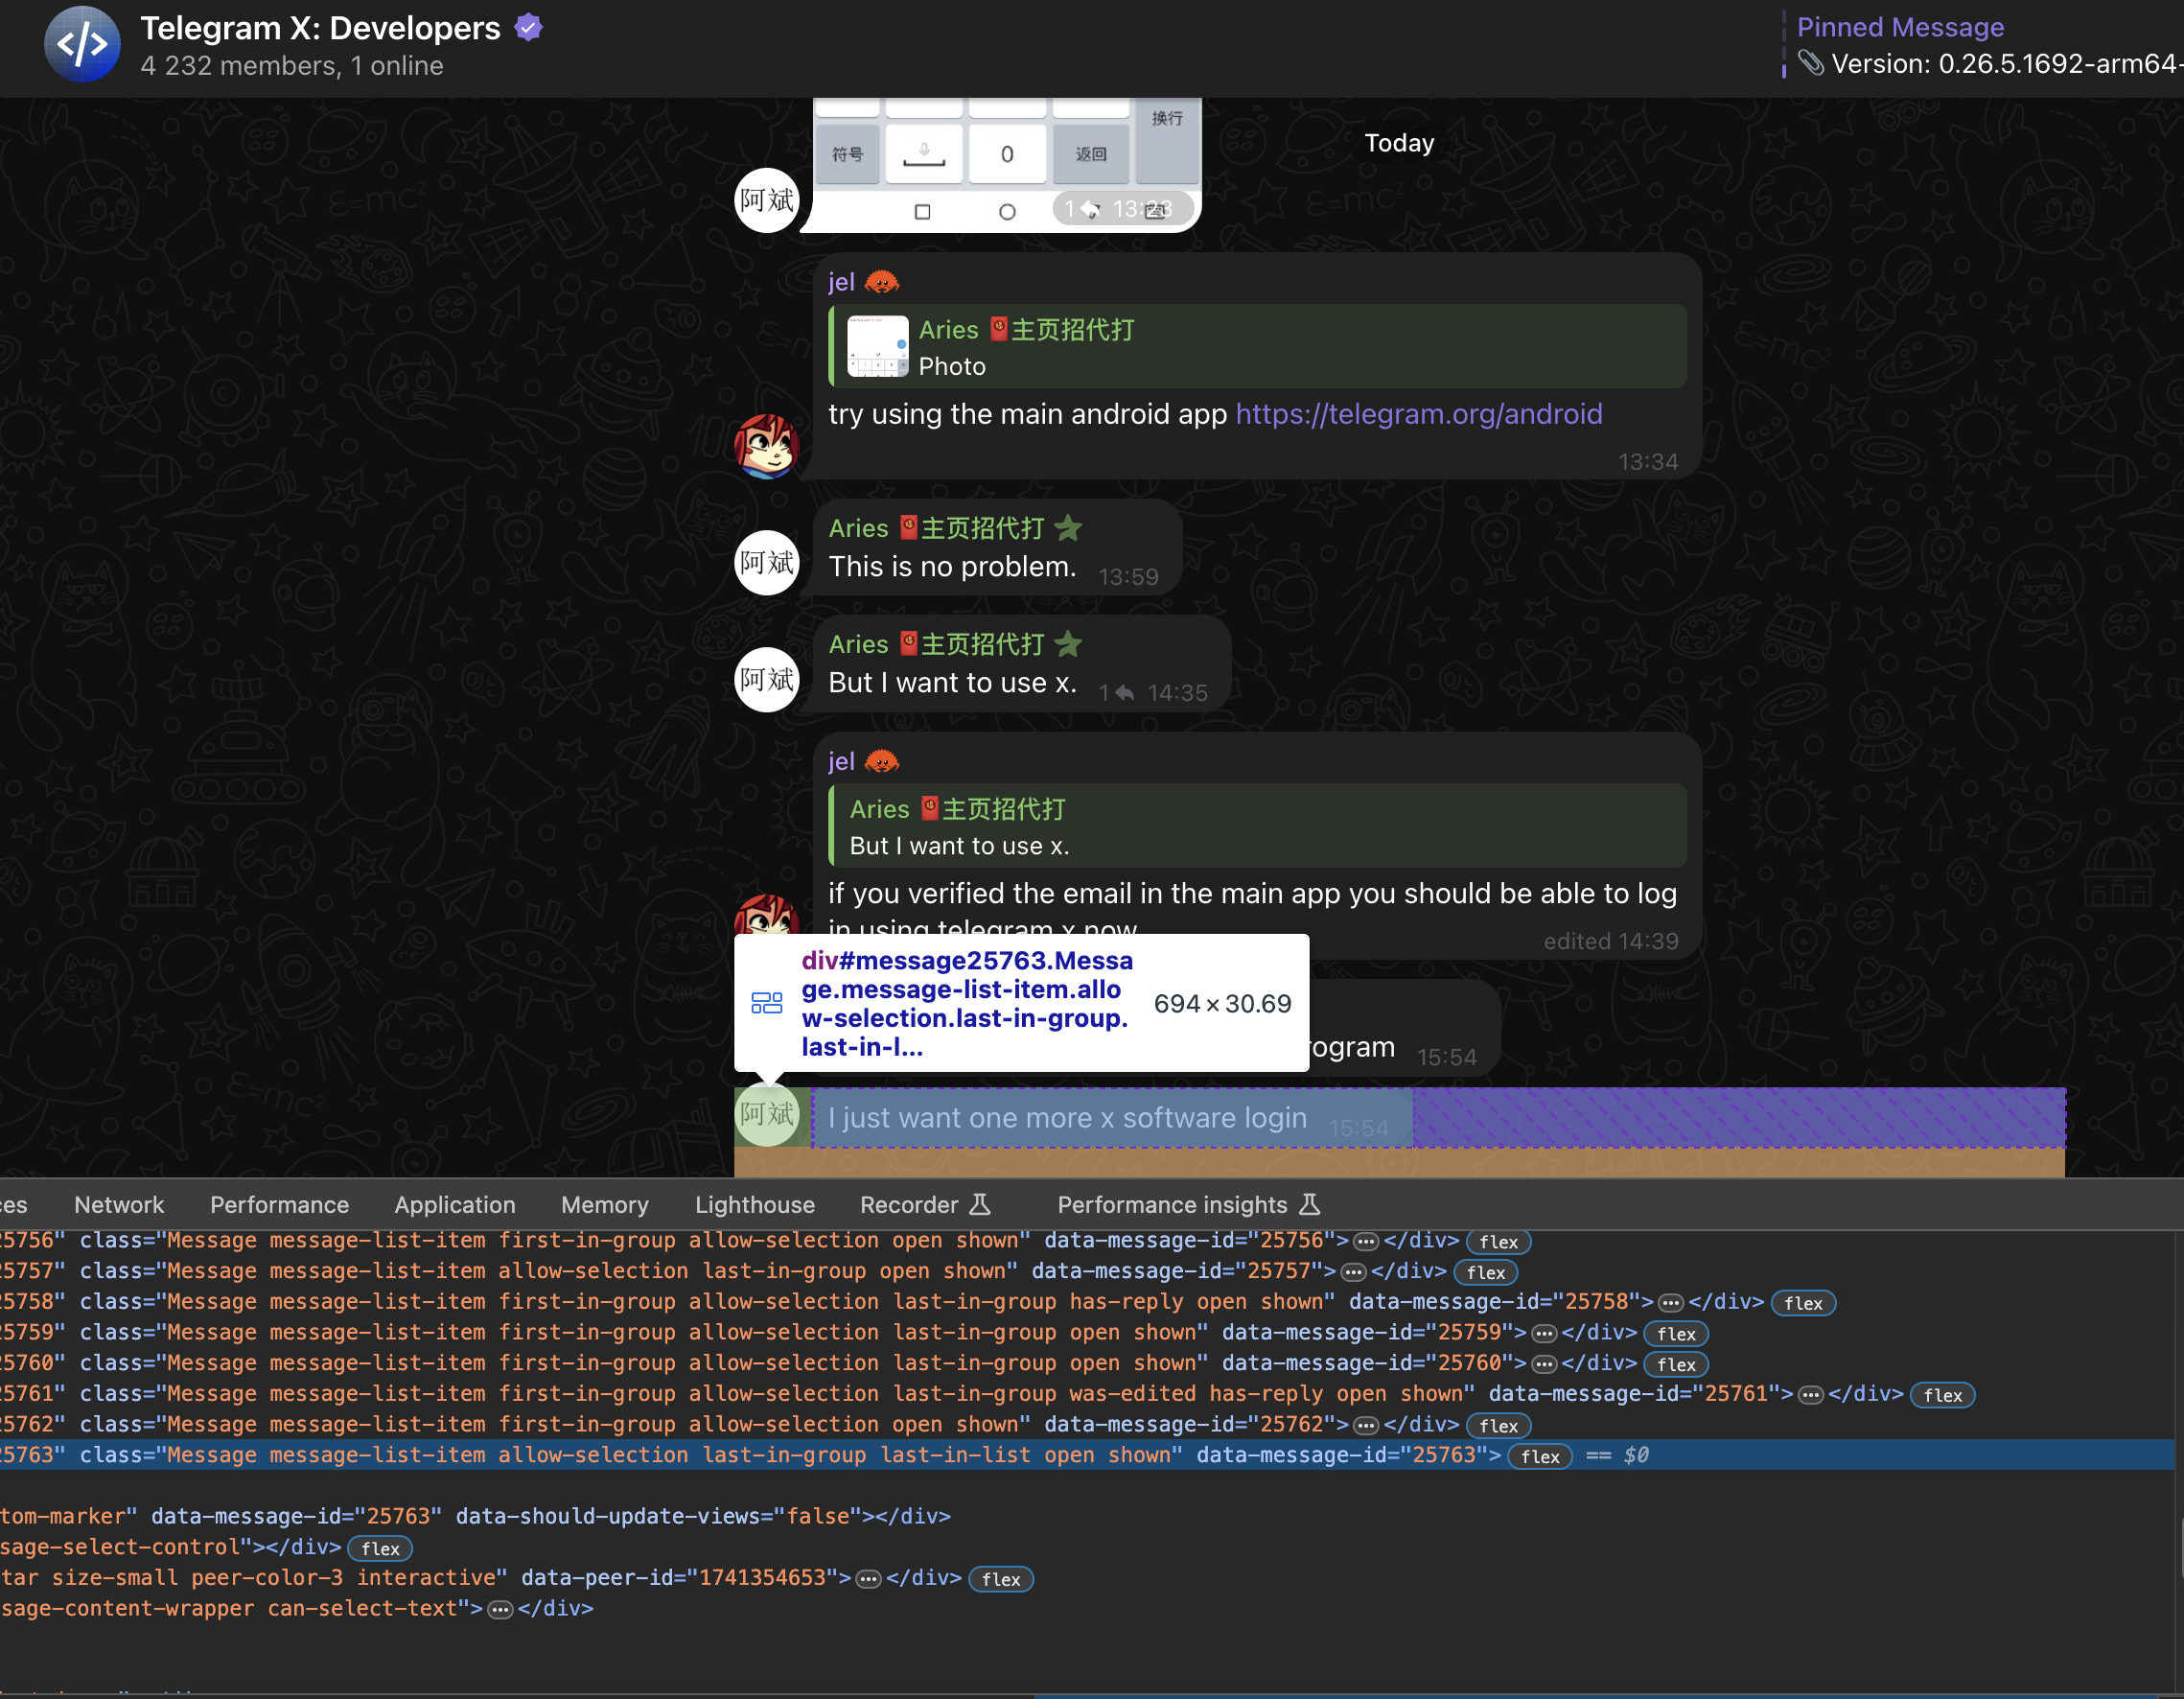 Telegram X: Developers
4 232 members, 1 online
Pinned Message
Version: 0.26.5.1692-arm64-
换行
Today
符号
0
返回
阿斌
1 13:23
jel
Aries 主页招代打
Photo
try using the main android app https://telegram.org/android
13:34
Aries 主页招代打
阿斌
This is no problem. 13:59
Aries 主页招代打
阿斌
But I want to use x. 1 14:35
jel
Aries 主页招代打
But I want to use x.
if you verified the email in the main app you should be able to log
in using telegram x now
edited 14:39
div#message25763.Messa
ge.message-list-item.allo
w-selection.last-in-group.
last-in-l...
694 × 30.69
rogram 15:54
阿斌
I just want one more x software login 15:54
ces Network Performance Application Memory Lighthouse Recorder Performance insights
25756" class="Message message-list-item first-in-group allow-selection open shown" data-message-id="25756">…</div> flex
25757" class="Message message-list-item allow-selection last-in-group open shown" data-message-id="25757">…</div> flex
25758" class="Message message-list-item first-in-group allow-selection last-in-group has-reply open shown" data-message-id="25758">…</div> flex
25759" class="Message message-list-item first-in-group allow-selection last-in-group open shown" data-message-id="25759">…</div> flex
25760" class="Message message-list-item first-in-group allow-selection last-in-group open shown" data-message-id="25760">…</div> flex
25761" class="Message message-list-item first-in-group allow-selection last-in-group was-edited has-reply open shown" data-message-id="25761">…</div> flex
25762" class="Message message-list-item first-in-group allow-selection open shown" data-message-id="25762">…</div> flex
25763" class="Message message-list-item allow-selection last-in-group last-in-list open shown" data-message-id="25763"> flex == $0
tom-marker" data-message-id="25763" data-should-update-views="false"></div>
sage-select-control"></div> flex
tar size-small peer-color-3 interactive" data-peer-id="1741354653">…</div> flex
sage-content-wrapper can-select-text">…</div>